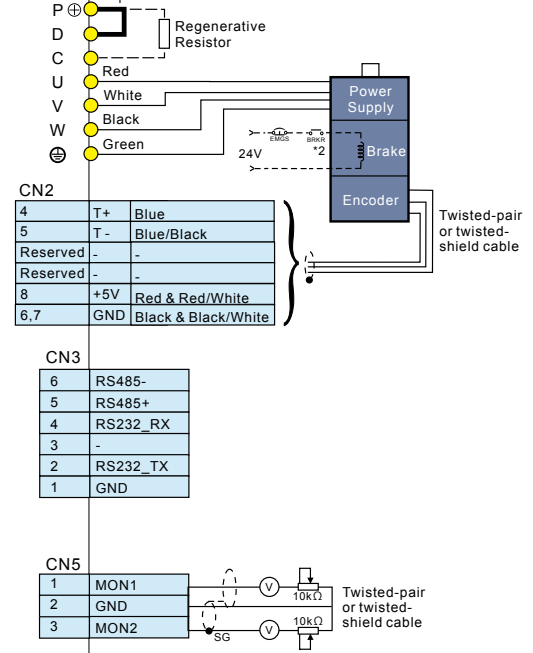 P⊕
D
C
Regenerative
Resistor
U Red
V White
W Black
Green
Power
Supply
EMGS BRKR
24V *2
Brake
Encoder
Twisted-pair
or twisted-
shield cable
CN2
4 T+ Blue
5 T - Blue/Black
Reserved - -
Reserved - -
8 +5V Red & Red/White
6,7 GND Black & Black/White
CN3
6 RS485-
5 RS485+
4 RS232_RX
3 -
2 RS232_TX
1 GND
CN5
1 MON1
2 GND
3 MON2
V
10kΩ
SG
V
10kΩ
Twisted-pair
or twisted-
shield cable